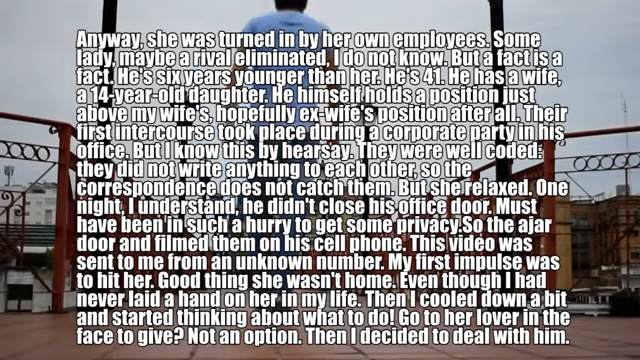 Anyway, she was turned in by her own employees. Some
lady, maybe a rival eliminated, I do not know. But a fact is a
fact. He's six years younger than her. He's 41. He has a wife,
a 14-year-old daughter. He himself holds a position just
above my wife's, hopefully ex-wife's position after all. Their
first intercourse took place during a corporate party in his
office. But I know this by hearsay. They were well coded:
they did not write anything to each other, so the
correspondence does not catch them. But she relaxed. One
night, I understand, he didn't close his office door. Must
have been in such a hurry to get some privacy.So the ajar
door and filmed them on his cell phone. This video was
sent to me from an unknown number. My first impulse was
to hit her. Good thing she wasn't home. Even though I had
never laid a hand on her in my life. Then I cooled down a bit
and started thinking about what to do! Go to her lover in the
face to give? Not an option. Then I decided to deal with him.